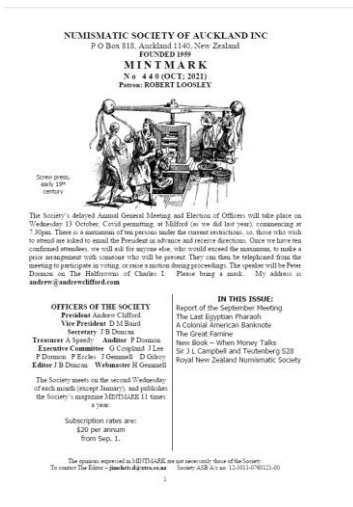 NUMISMATIC SOCIETY OF AUCKLAND INC
P O Box 818, Auckland 1140, New Zealand
FOUNDED 1959
MINTMARK
No 440 (OCT; 2021)
Patron: ROBERT LOOSLEY
Screw press,
early 19th
century
The Society's delayed Annual General Meeting and Election of Officers will take place on
Wednesday 13 October, Covid permitting, at Milford (as we did last year), commencing at
7.30pm. There is a maximum of ten persons under the current restrictions, so, those who wish
to attend are asked to email the President in advance and receive directions. Once we have ten
confirmed attendees, we will ask for anyone else, who would exceed the maximum, to make a
prior arrangement with someone who will be present. They can then be telephoned from the
meeting to participate in voting, or raise a motion during proceedings. The speaker will be Peter
Dormon on The Halfcrowns of Charles I. Please bring a mask. My address is
andrew@andrewclifford.com
OFFICERS OF THE SOCIETY
President Andrew Clifford
Vice President D M Baird
Secretary J B Duncan
Treasurer A Speedy Auditor P Dormon
Executive Committee G Coupland J Lee
P Dormon P Eccles J Gemmell D Gilroy
Editor J B Duncan Webmaster H Gemmell
The Society meets on the second Wednesday
of each month (except January), and publishes
the Society's magazine MINTMARK 11 times
a year.
Subscription rates are:
$20 per annum
from Sep. 1.
IN THIS ISSUE:
Report of the September Meeting
The Last Egyptian Pharaoh
A Colonial American Banknote
The Great Famine
New Book – When Money Talks
Sir J L Campbell and Teutenberg S28
Royal New Zealand Numismatic Society
The opinions expressed in MINTMARK are not necessarily those of the Society.
To contact The Editor – Society ASB A/c no.
1